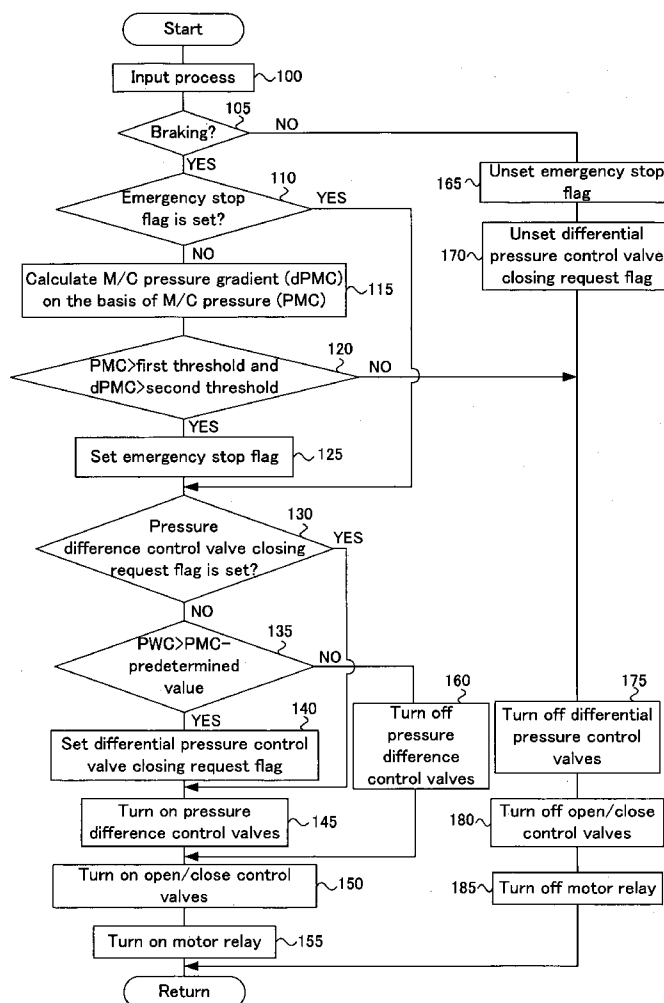 Start
Input process
100
105
Braking?
NO
YES
110
Emergency stop
flag is set?
YES
NO
165
Unset emergency stop
flag
Calculate M/C pressure gradient (dPMC)
on the basis of M/C pressure (PMC)
115
170
Unset differential
pressure control valve
closing request flag
120
PMC>first threshold and
dPMC>second threshold
NO
YES
Set emergency stop flag
125
130
Pressure
difference control valve closing
request flag is set?
YES
NO
135
PWC>PMC-
predetermined
value
NO
YES
140
Set differential pressure control
valve closing request flag
160
Turn off
pressure
difference
control valves
175
Turn off differential
pressure control
valves
Turn on pressure
difference control valves
145
180
Turn off open/close
control valves
Turn on open/close control
valves
150
185
Turn off motor relay
Turn on motor relay
155
Return